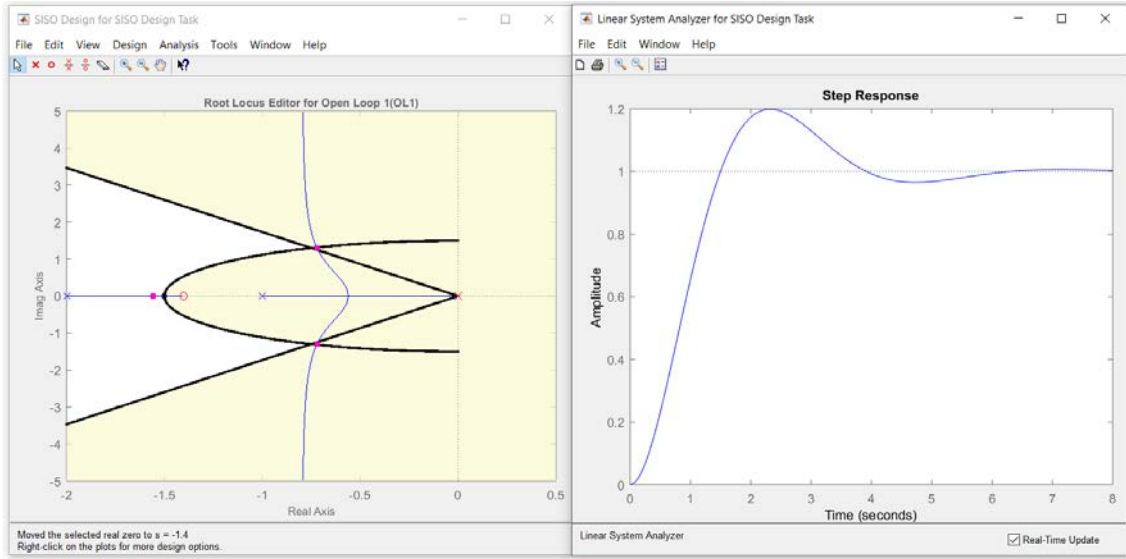 SISO Design for SISO Design Task
File Edit View Design Analysis Tools Window Help
Root Locus Editor for Open Loop 1(OL1)
5
4
3
2
1
0
-1
-2
-3
-4
-5
Imag Axis
-2 -1.5 -1 -0.5 0 0.5
Real Axis
Moved the selected real zero to s = -1.4
Right-click on the plots for more design options.
Linear System Analyzer for SISO Design Task
File Edit Window Help
Step Response
1.2
1
0.8
0.6
0.4
0.2
0
Amplitude
0 1 2 3 4 5 6 7 8
Time (seconds)
Linear System Analyzer
Real-Time Update